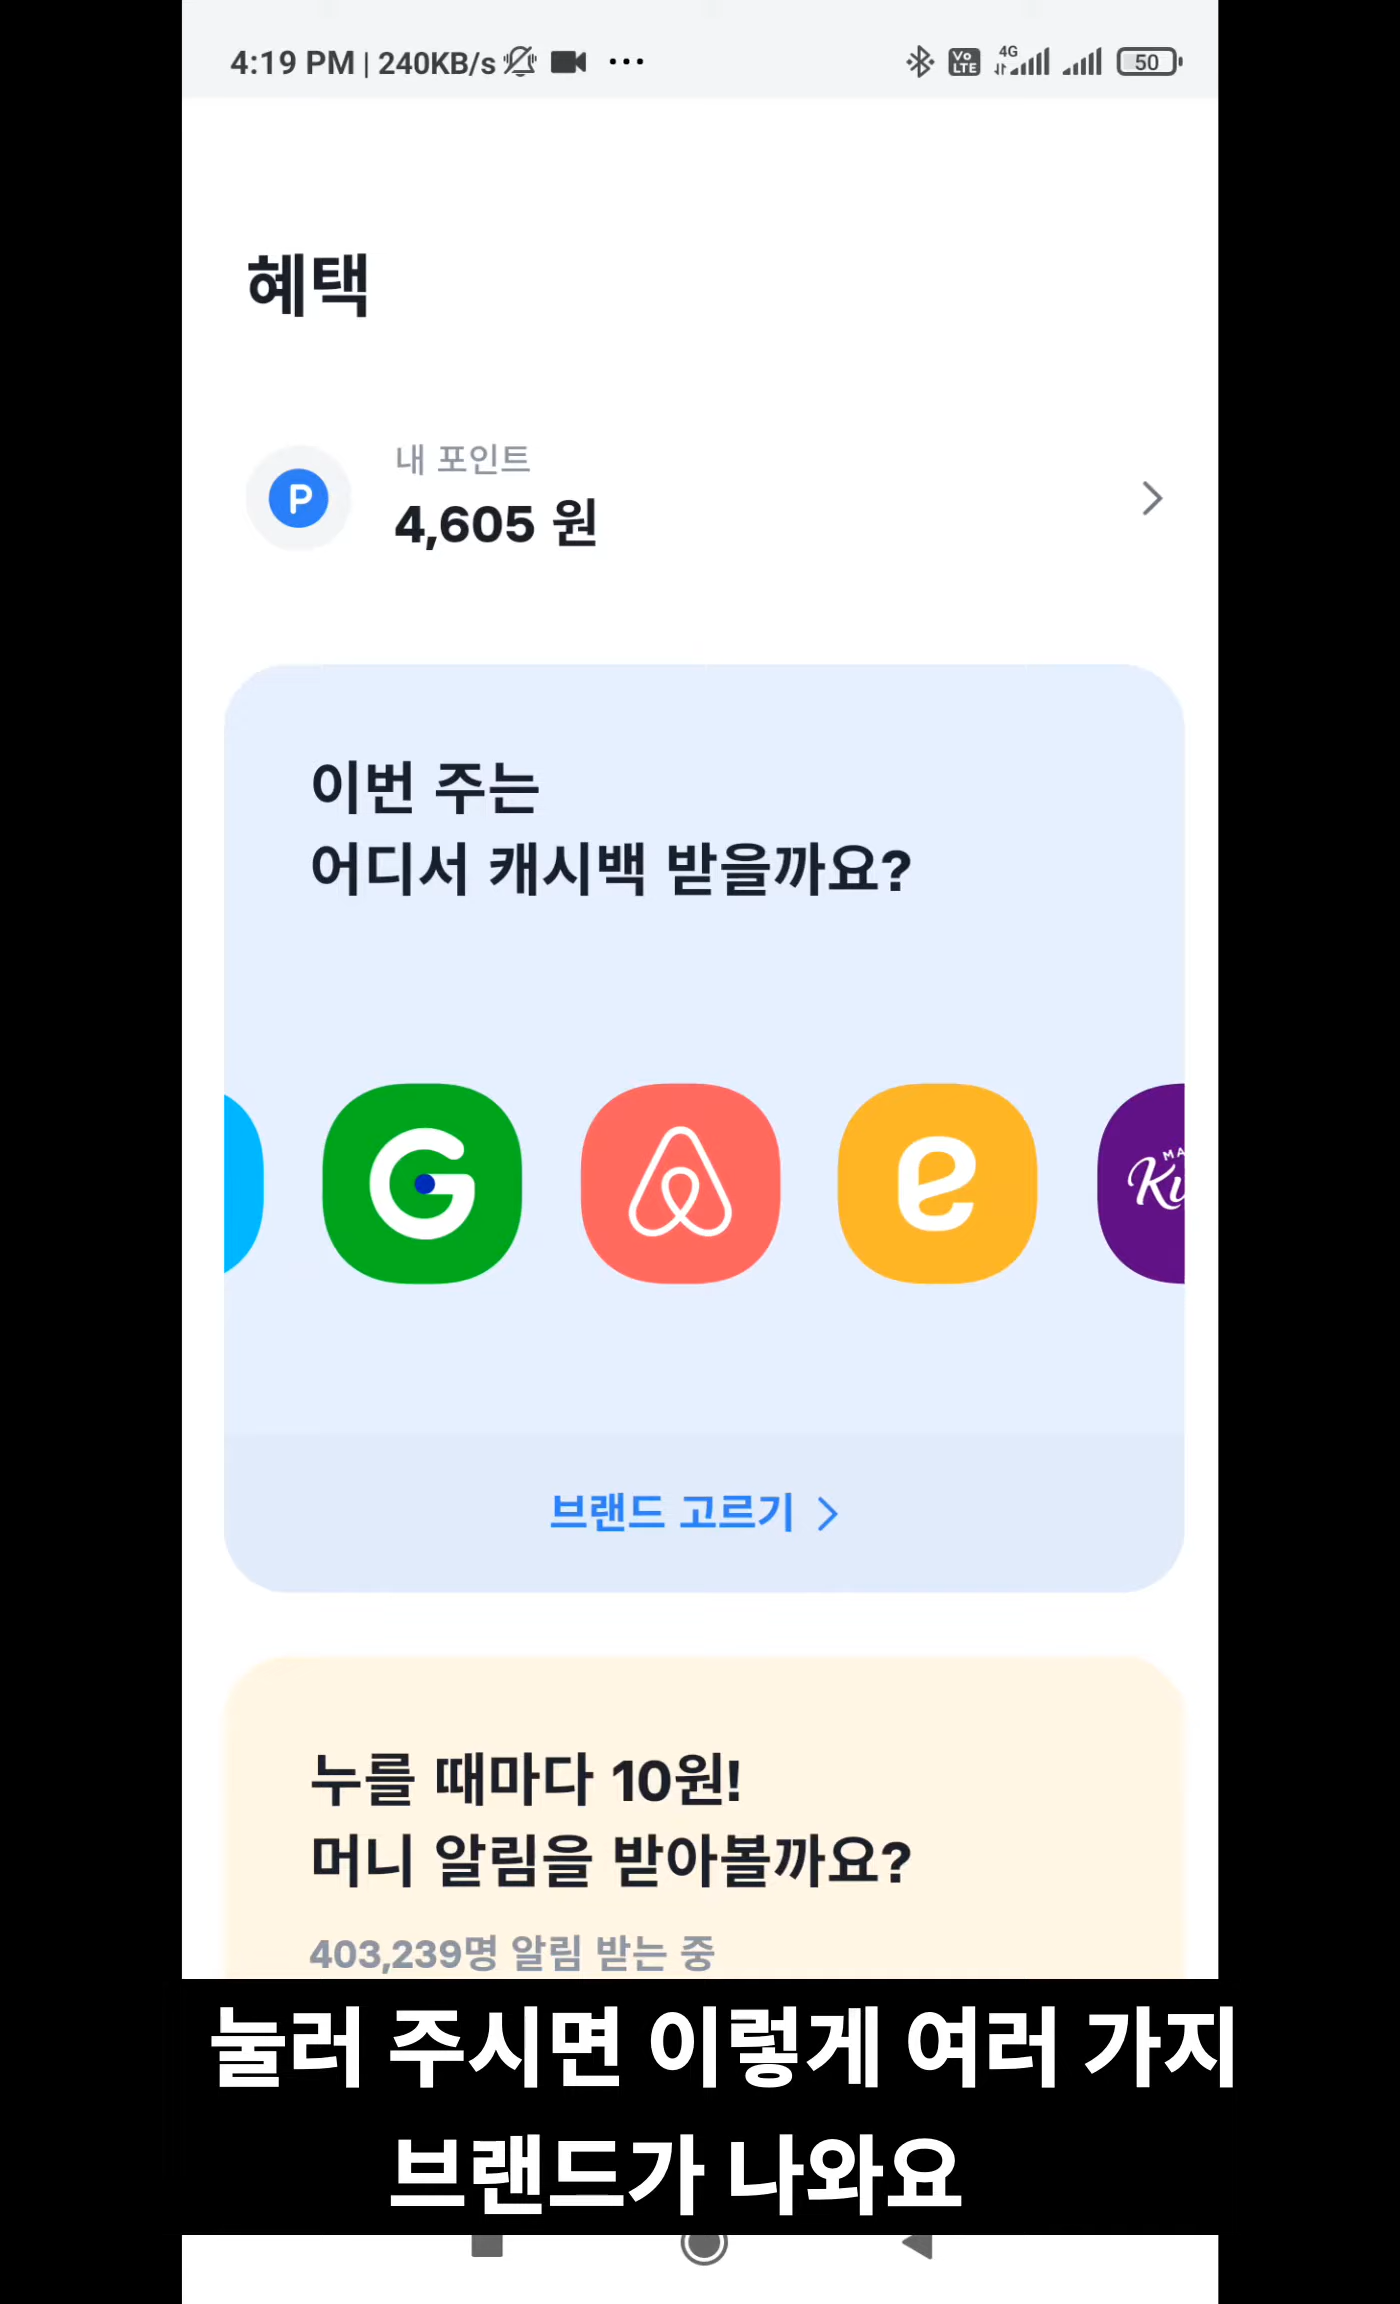 4:19 PM | 240KB/s
VoLTE
4G
50
혜택
P
내 포인트
4,605 원
이번 주는
어디서 캐시백 받을까요?
G
e
MA
Ku
브랜드 고르기
누를 때마다 10원!
머니 알림을 받아볼까요?
403,239명 알림 받는 중
눌러 주시면 이렇게 여러 가지
브랜드가 나와요